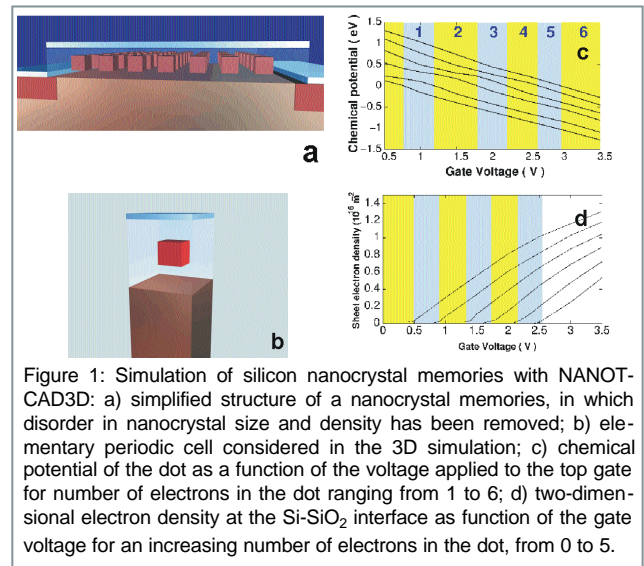 a
b
1 2 3 4 5 6
c
Chemical potential ( eV )
1.5
1
0.5
0
-0.5
-1
-1.5
0.5 1 1.5 2 2.5 3 3.5
Gate Voltage ( V )
d
Sheet electron density (10^16 m^-2)
1.4
1.2
1
0.8
0.6
0.4
0.2
0
0 0.5 1 1.5 2 2.5 3 3.5
Gate Voltage ( V )
Figure 1: Simulation of silicon nanocrystal memories with NANOT-
CAD3D: a) simplified structure of a nanocrystal memories, in which
disorder in nanocrystal size and density has been removed; b) ele-
mentary periodic cell considered in the 3D simulation; c) chemical
potential of the dot as a function of the voltage applied to the top gate
for number of electrons in the dot ranging from 1 to 6; d) two-dimen-
sional electron density at the Si-SiO₂ interface as function of the gate
voltage for an increasing number of electrons in the dot, from 0 to 5.